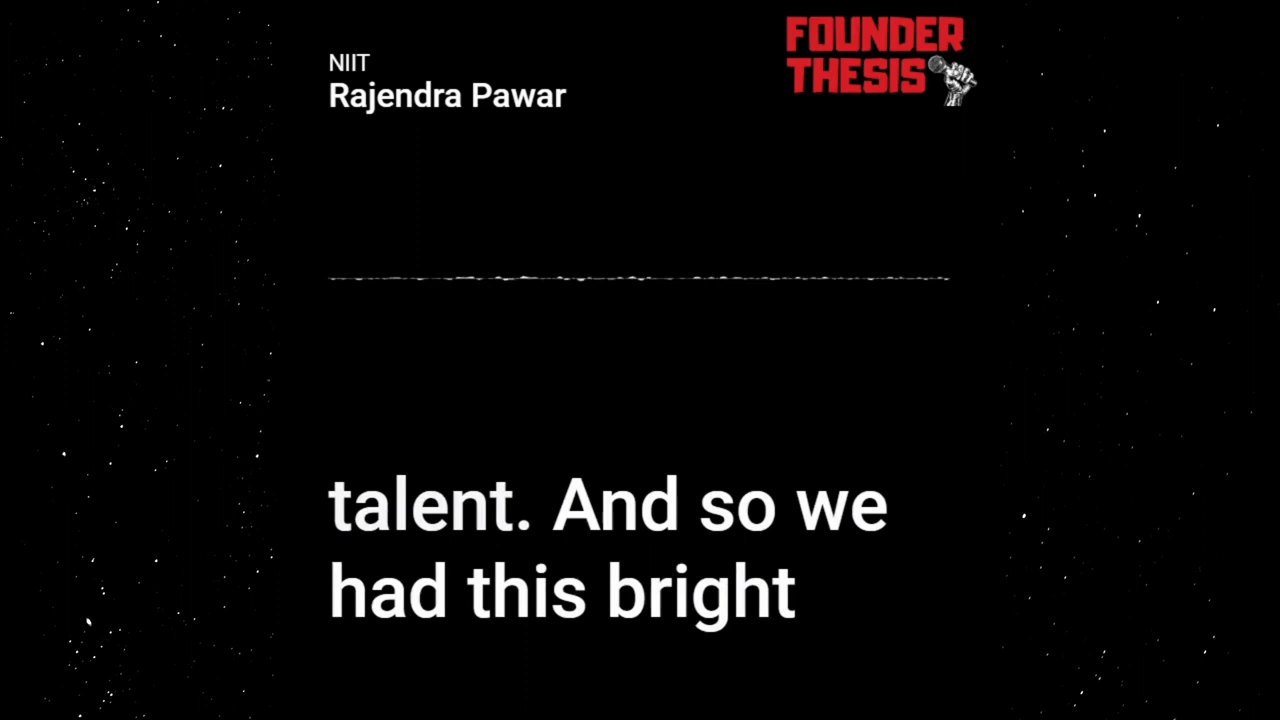 NIIT
Rajendra Pawar
FOUNDER
THESIS
talent. And so we
had this bright